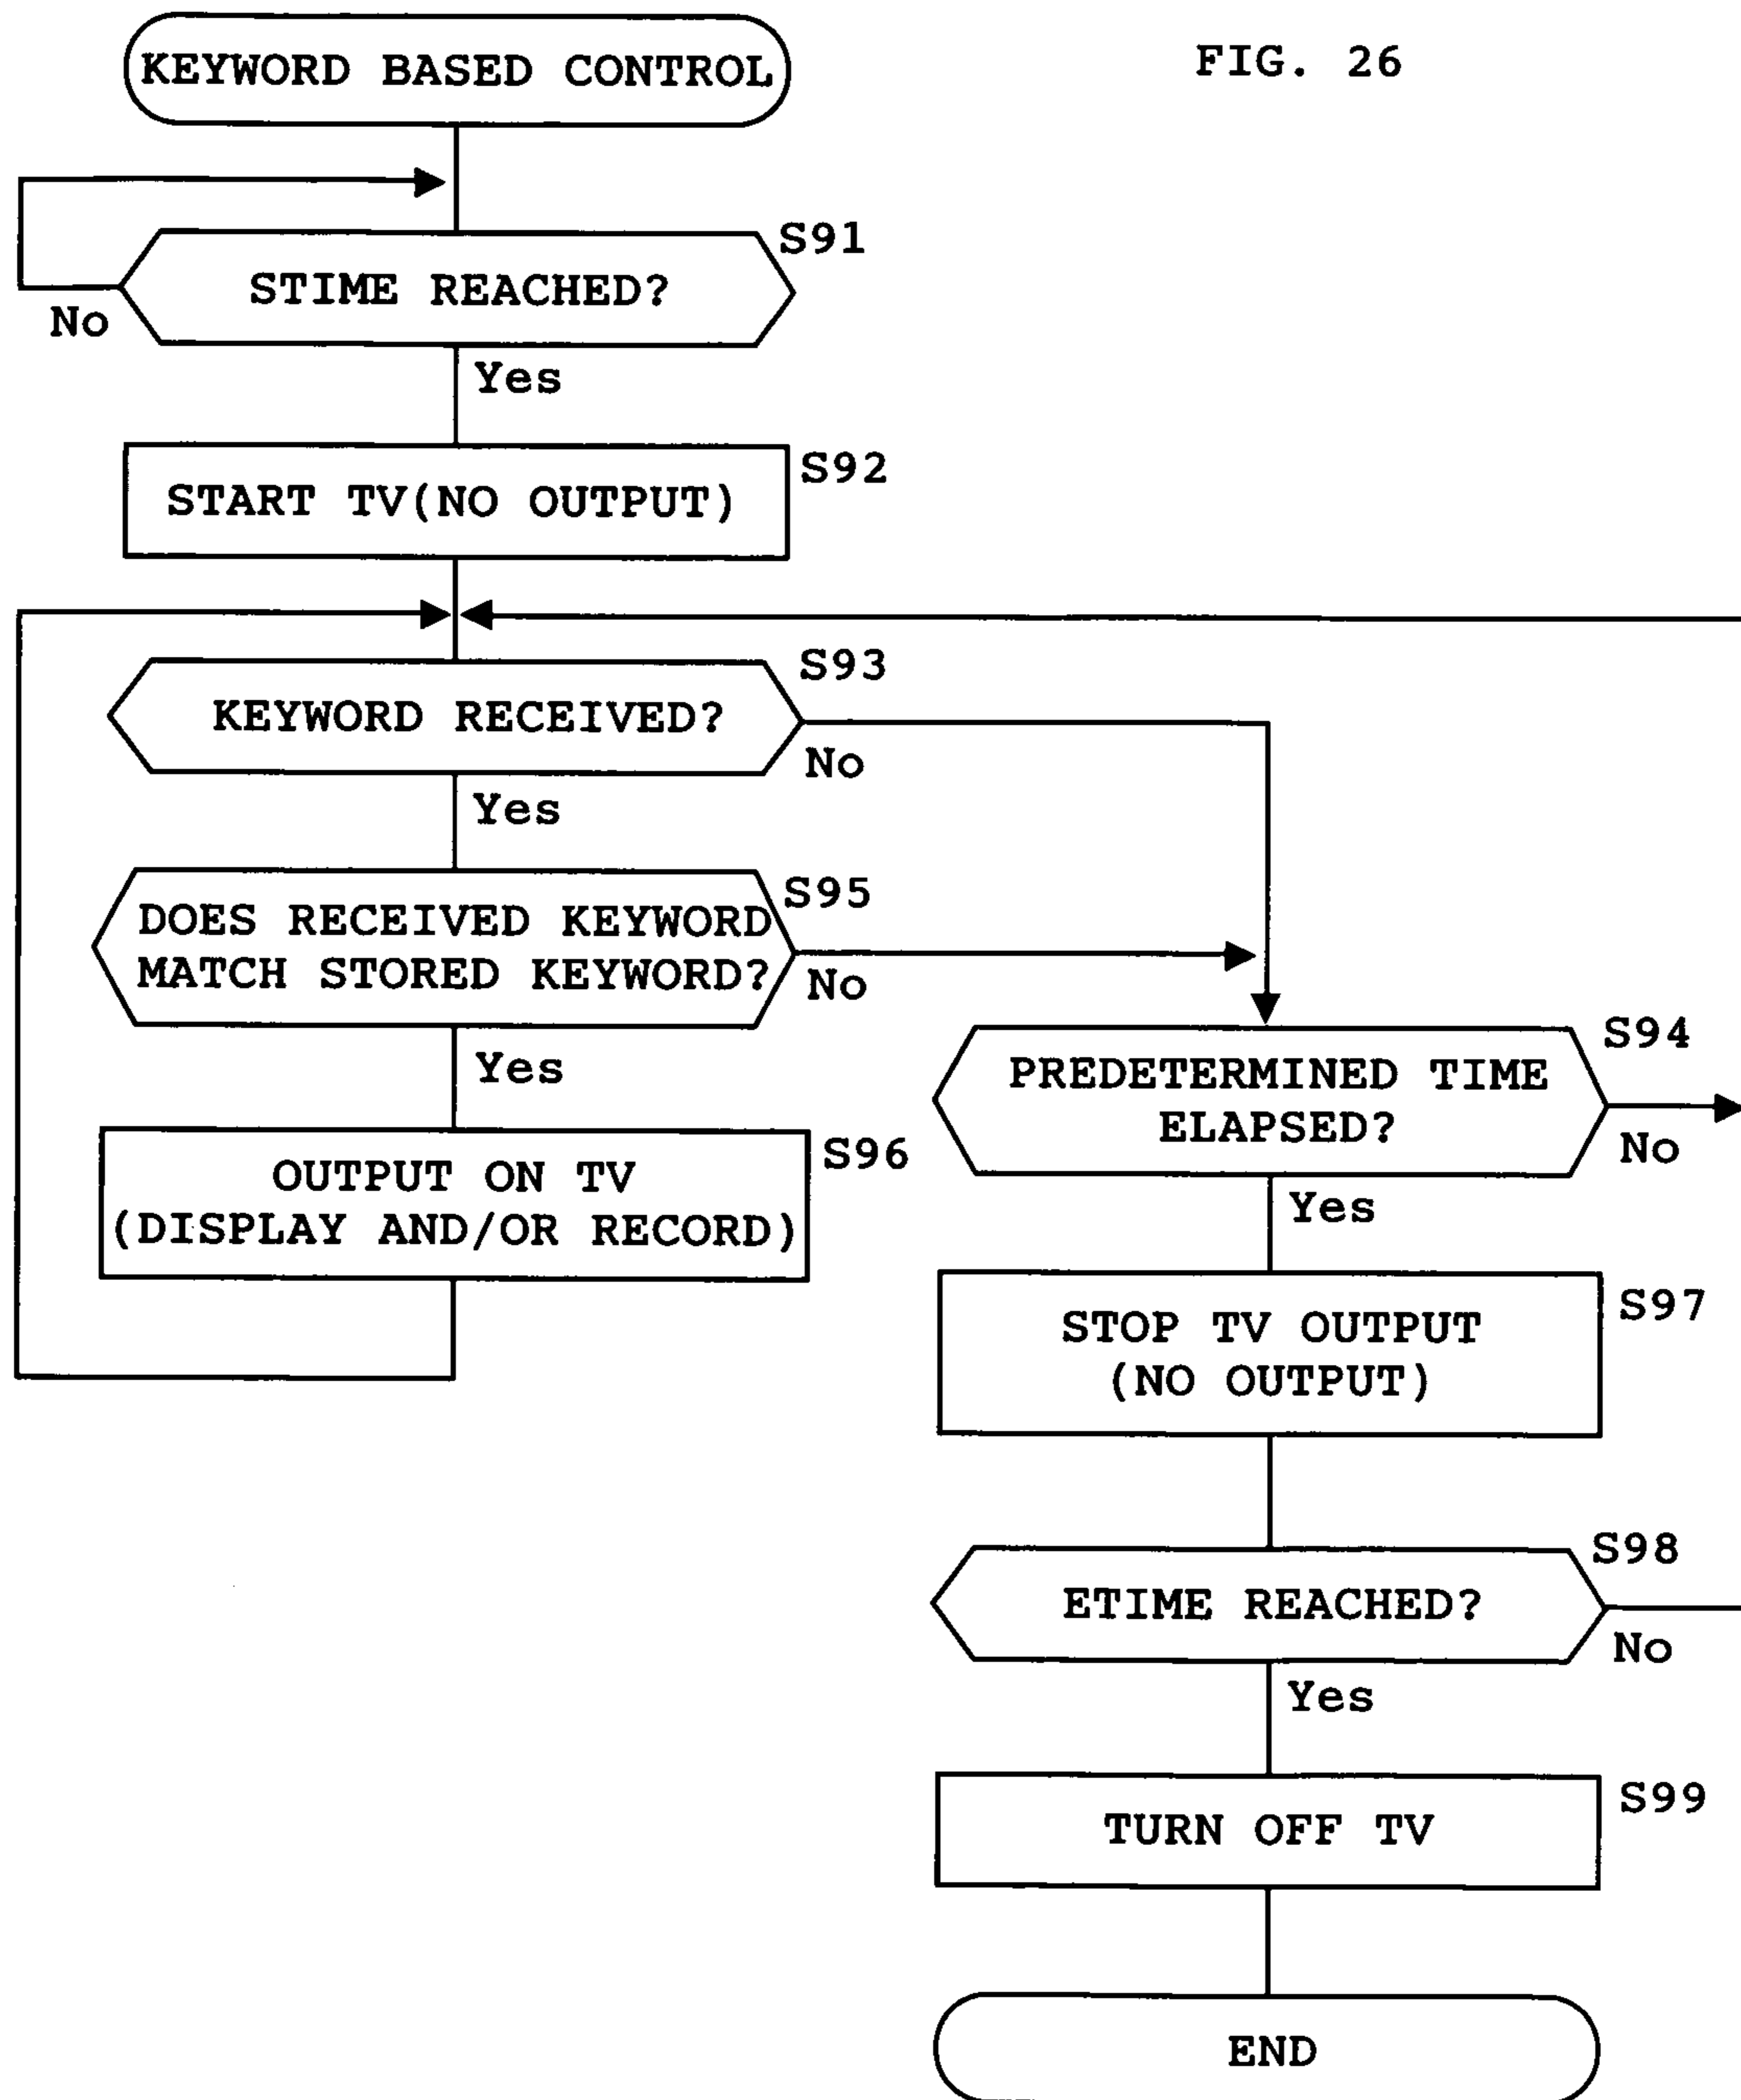 KEYWORD BASED CONTROL
FIG. 26
S91
STIME REACHED?
No
Yes
S92
START TV(NO OUTPUT)
S93
KEYWORD RECEIVED?
No
Yes
S95
DOES RECEIVED KEYWORD
MATCH STORED KEYWORD?
No
Yes
S96
OUTPUT ON TV
(DISPLAY AND/OR RECORD)
S94
PREDETERMINED TIME
ELAPSED?
No
Yes
S97
STOP TV OUTPUT
(NO OUTPUT)
S98
ETIME REACHED?
No
Yes
S99
TURN OFF TV
END